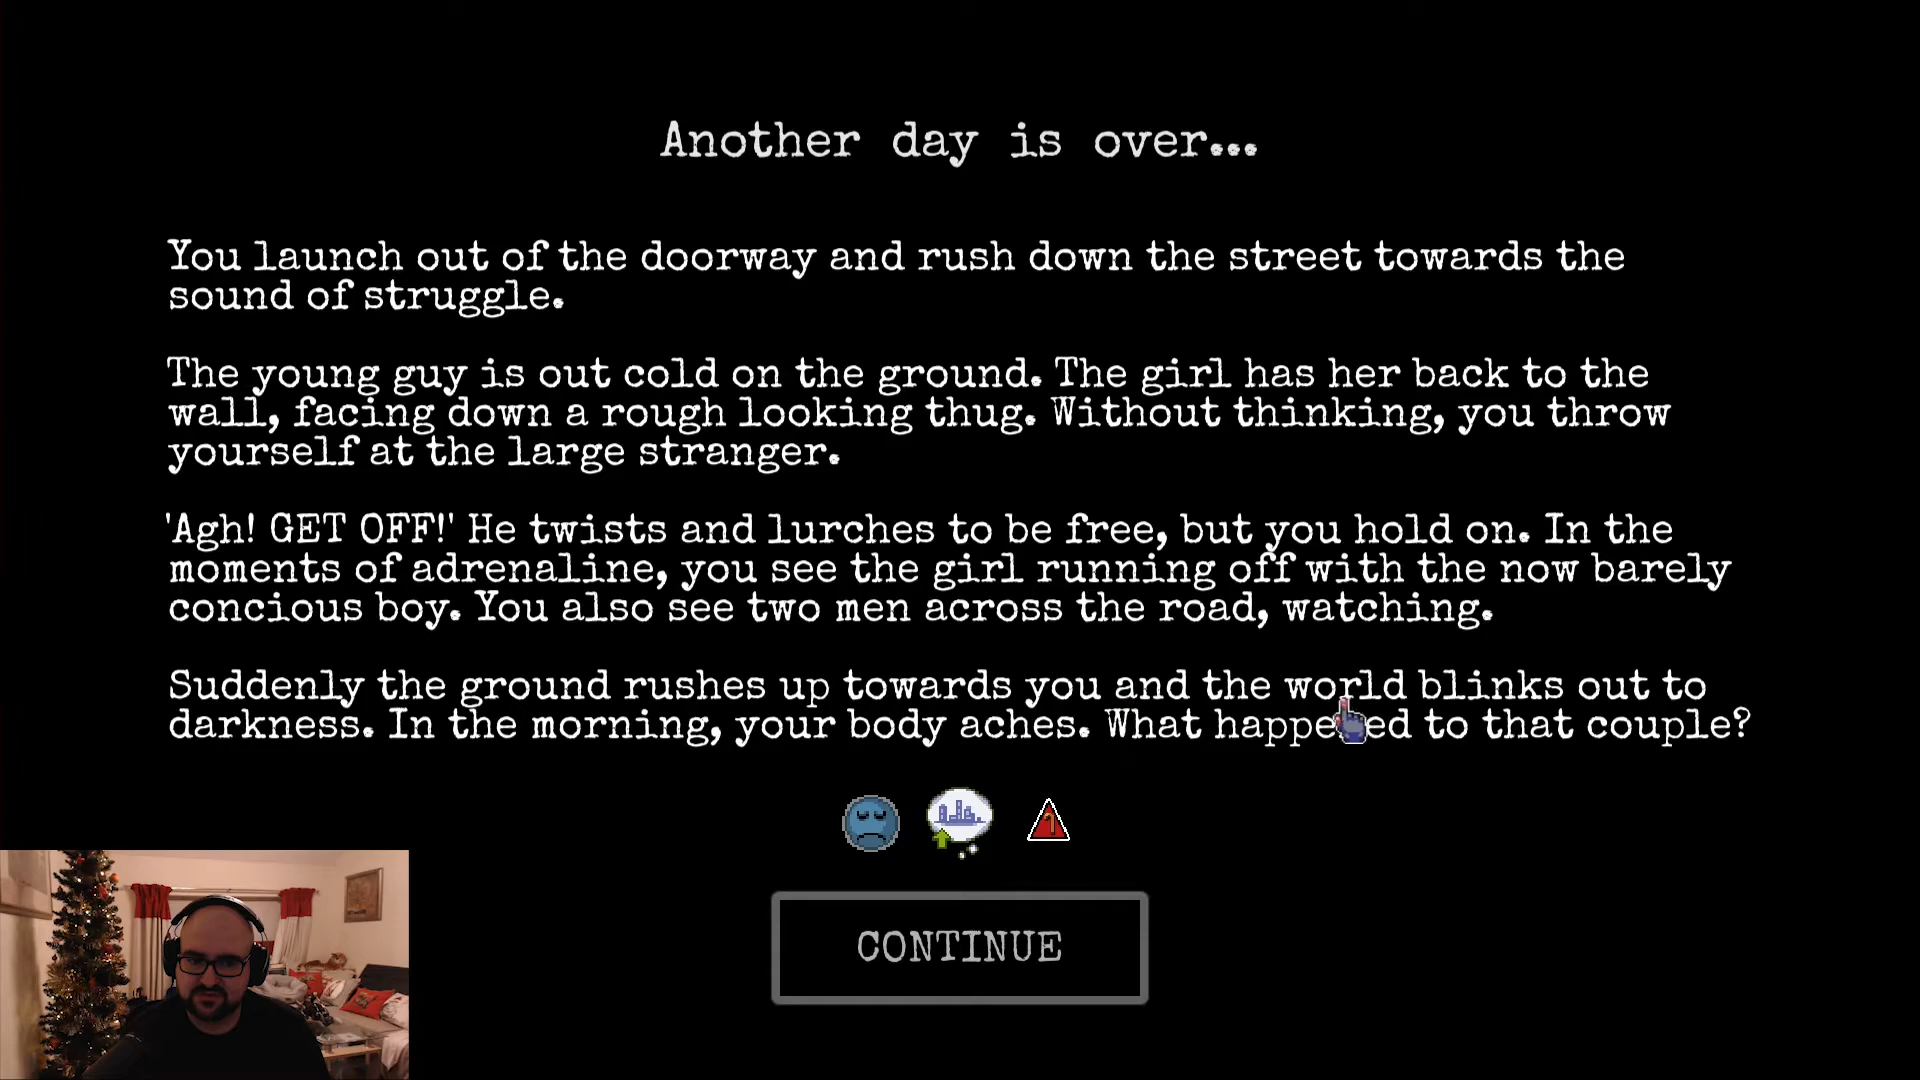 Another day is over...
You launch out of the doorway and rush down the street towards the
sound of struggle.
The young guy is out cold on the ground. The girl has her back to the
wall, facing down a rough looking thug. Without thinking, you throw
yourself at the large stranger.
'Agh! GET OFF!' He twists and lurches to be free, but you hold on. In the
moments of adrenaline, you see the girl running off with the now barely
concious boy. You also see two men across the road, watching.
Suddenly the ground rushes up towards you and the world blinks out to
darkness. In the morning, your body aches. What happened to that couple?
CONTINUE